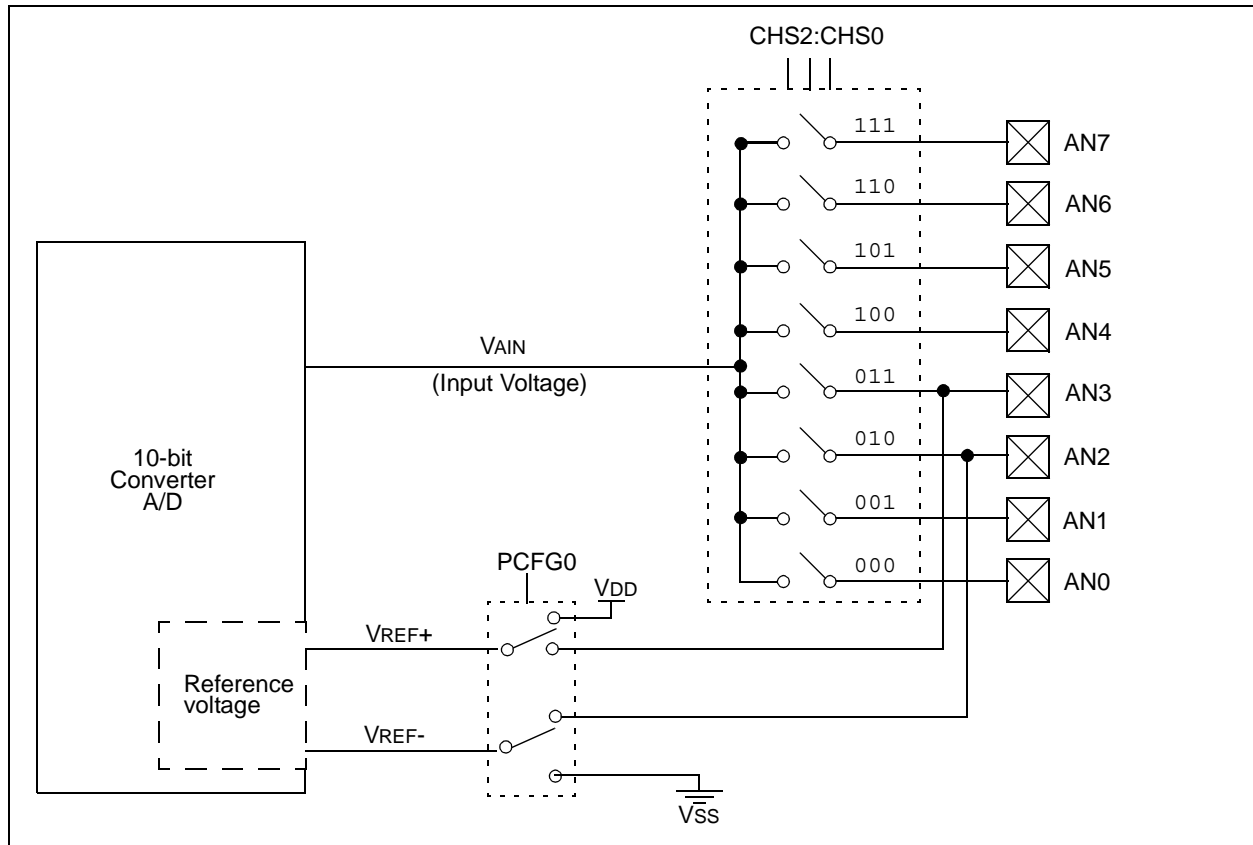 CHS2:CHS0
111 AN7
110 AN6
101 AN5
100 AN4
VAIN
(Input Voltage)
011 AN3
010 AN2
10-bit
Converter
A/D
001 AN1
000 AN0
PCFG0
VDD
VREF+
Reference
voltage
VREF-
VSS